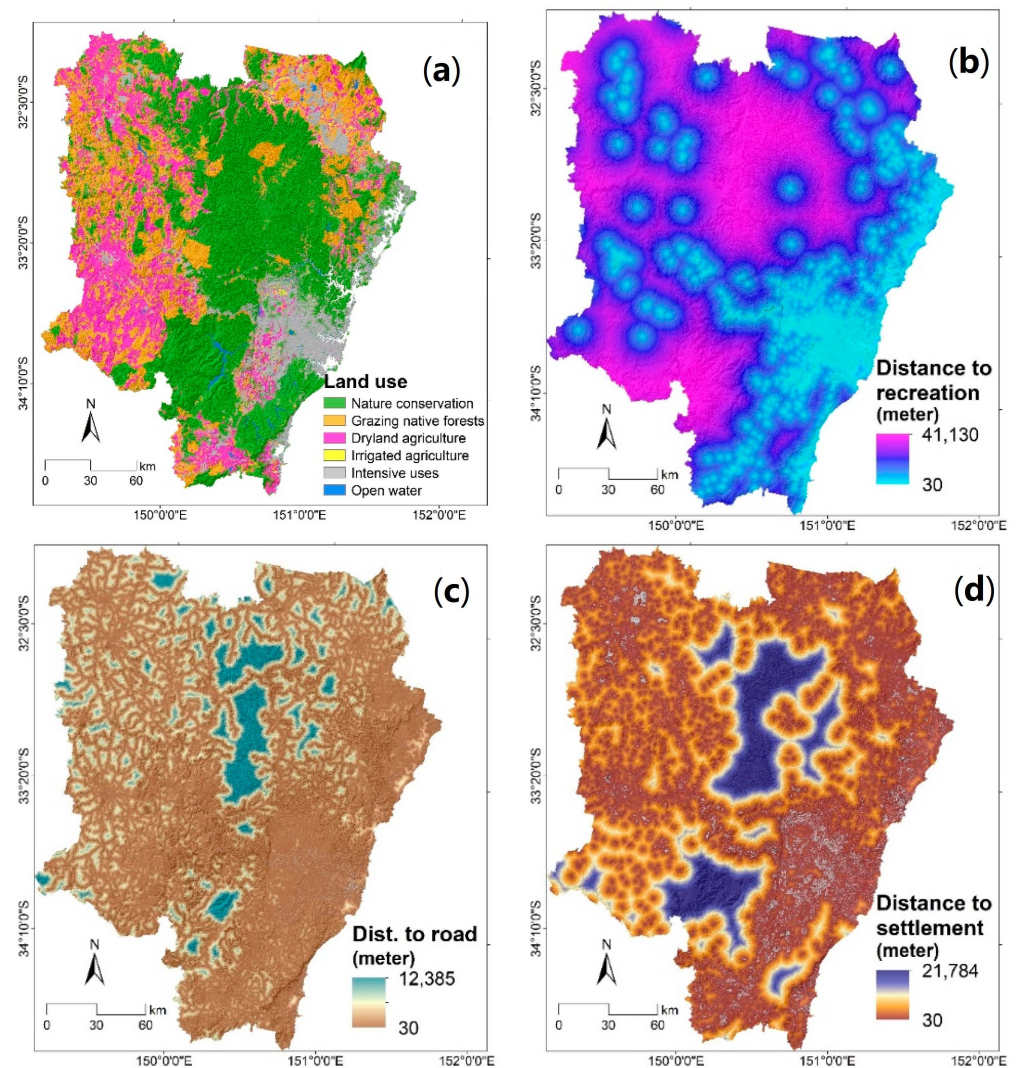 (a)
32°30'0"S
33°20'0"S
34°10'0"S
N
0 30 60 km
Land use
Nature conservation
Grazing native forests
Dryland agriculture
Irrigated agriculture
Intensive uses
Open water
150°0'0"E
151°0'0"E
152°0'0"E
(b)
32°30'0"S
33°20'0"S
34°10'0"S
N
0 30 60 km
Distance to
recreation
(meter)
41,130
30
150°0'0"E
151°0'0"E
152°0'0"E
(c)
32°30'0"S
33°20'0"S
34°10'0"S
N
0 30 60 km
Dist. to road
(meter)
12,385
30
150°0'0"E
151°0'0"E
152°0'0"E
(d)
32°30'0"S
33°20'0"S
34°10'0"S
N
0 30 60 km
Distance to
settlement
(meter)
21,784
30
150°0'0"E
151°0'0"E
152°0'0"E